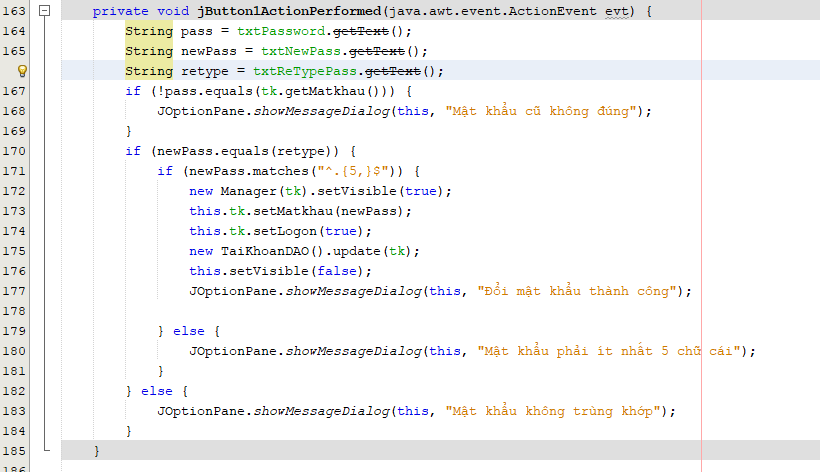 163 private void jButton1ActionPerformed(java.awt.event.ActionEvent evt) {
164 String pass = txtPassword.getText();
165 String newPass = txtNewPass.getText();
String retype = txtReTypePass.getText();
167 if (!pass.equals(tk.getMatkhau())) {
168 JOptionPane.showMessageDialog(this, "Mật khẩu cũ không đúng");
169 }
170 if (newPass.equals(retype)) {
171 if (newPass.matches("^.{5,}$")) {
172 new Manager(tk).setVisible(true);
173 this.tk.setMatkhau(newPass);
174 this.tk.setLogon(true);
175 new TaiKhoanDAO().update(tk);
176 this.setVisible(false);
177 JOptionPane.showMessageDialog(this, "Đổi mật khẩu thành công");
178
179 } else {
180 JOptionPane.showMessageDialog(this, "Mật khẩu phải ít nhất 5 chữ cái");
181 }
182 } else {
183 JOptionPane.showMessageDialog(this, "Mật khẩu không trùng khớp");
184 }
185 }
186